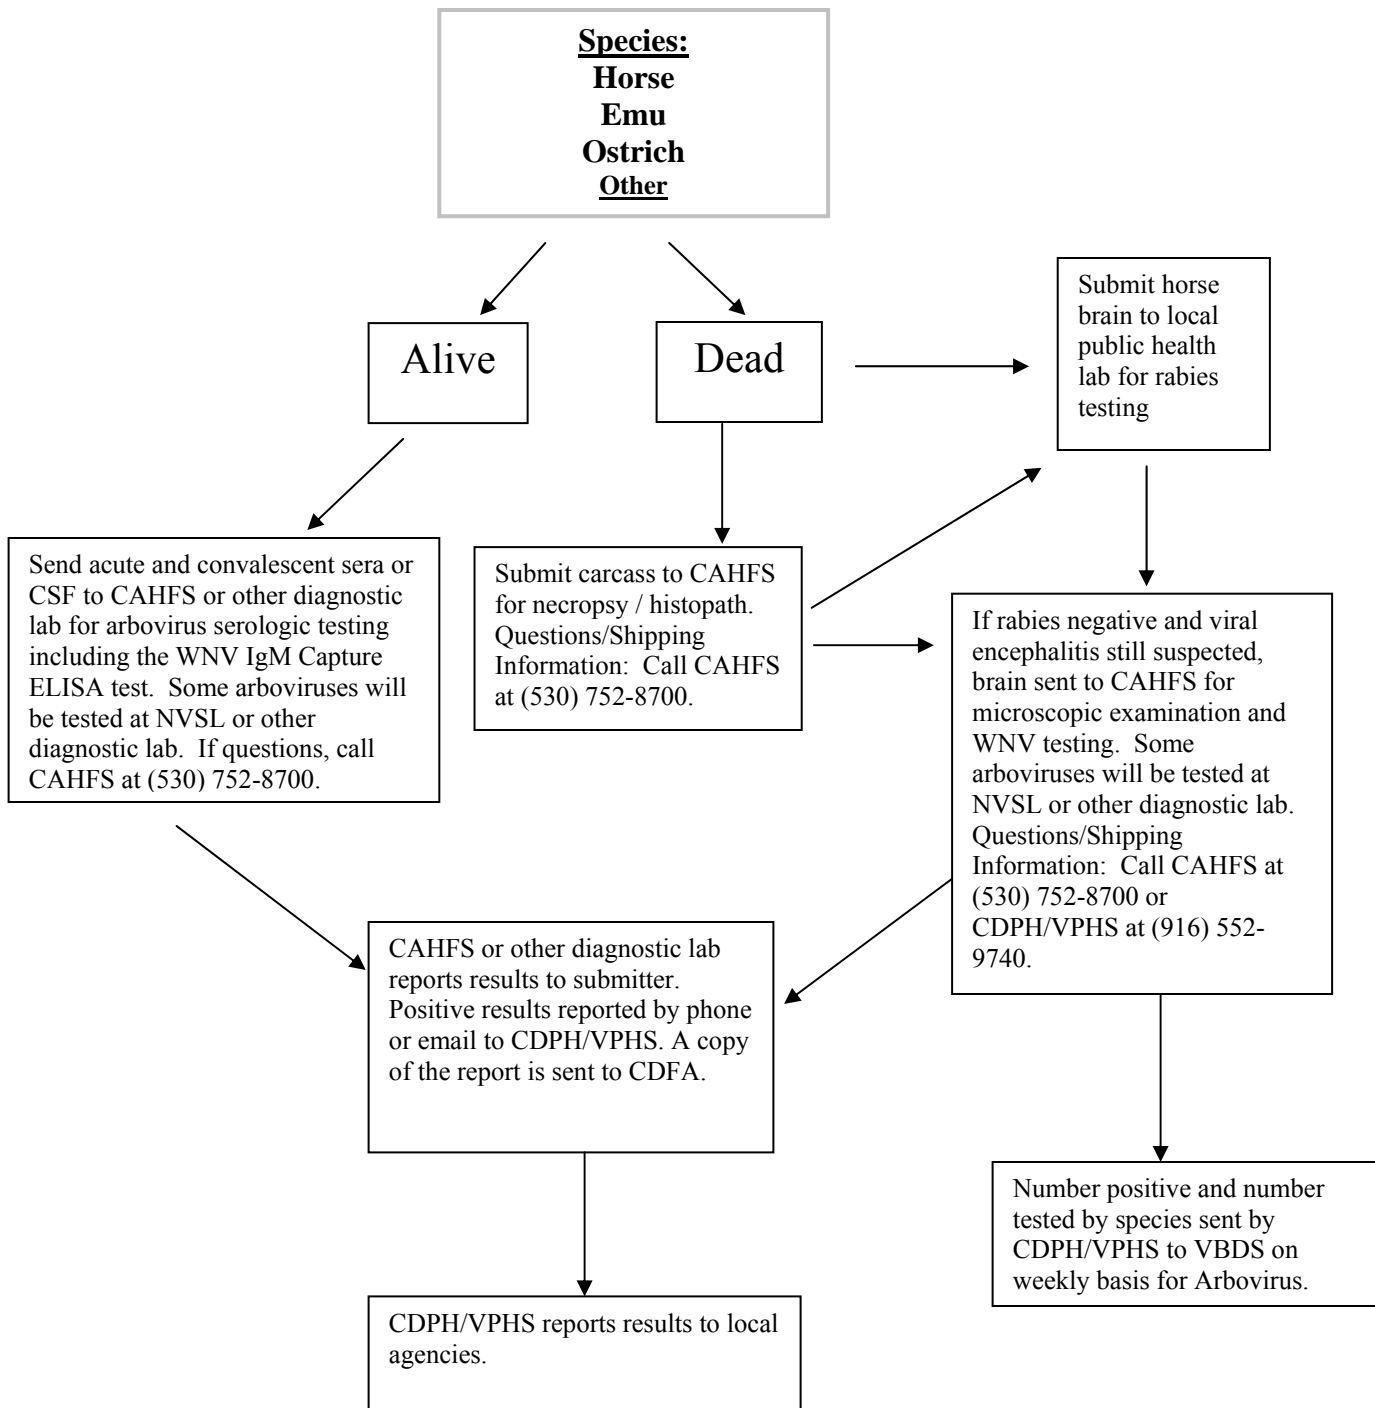 Species:
Horse
Emu
Ostrich
Other
Alive
Dead
Submit horse
brain to local
public health
lab for rabies
testing
Send acute and convalescent sera or
CSF to CAHFS or other diagnostic
lab for arbovirus serologic testing
including the WNV IgM Capture
ELISA test.  Some arboviruses will
be tested at NVSL or other
diagnostic lab.  If questions, call
CAHFS at (530) 752-8700.
Submit carcass to CAHFS
for necropsy / histopath.
Questions/Shipping
Information:  Call CAHFS
at (530) 752-8700.
If rabies negative and viral
encephalitis still suspected,
brain sent to CAHFS for
microscopic examination and
WNV testing.  Some
arboviruses will be tested at
NVSL or other diagnostic lab.
Questions/Shipping
Information:  Call CAHFS at
(530) 752-8700 or
CDPH/VPHS at (916) 552-
9740.
CAHFS or other diagnostic lab
reports results to submitter.
Positive results reported by phone
or email to CDPH/VPHS. A copy
of the report is sent to CDFA.
Number positive and number
tested by species sent by
CDPH/VPHS to VBDS on
weekly basis for Arbovirus.
CDPH/VPHS reports results to local
agencies.